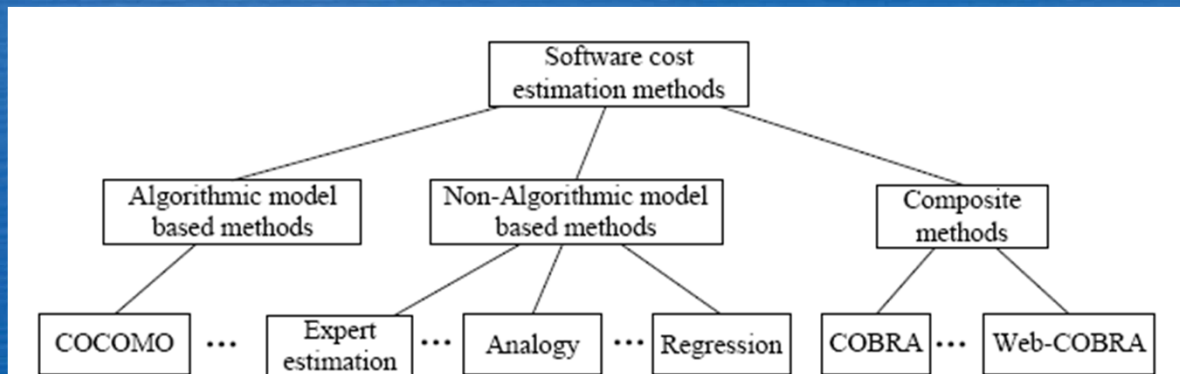 Software cost
estimation methods
Algorithmic model
based methods
Non-Algorithmic model
based methods
Composite
methods
COCOMO
...
Expert
estimation
...
Analogy
...
Regression
COBRA
...
Web-COBRA